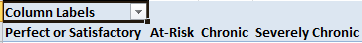 Column Labels
Perfect or Satisfactory At-Risk Chronic Severely Chronic